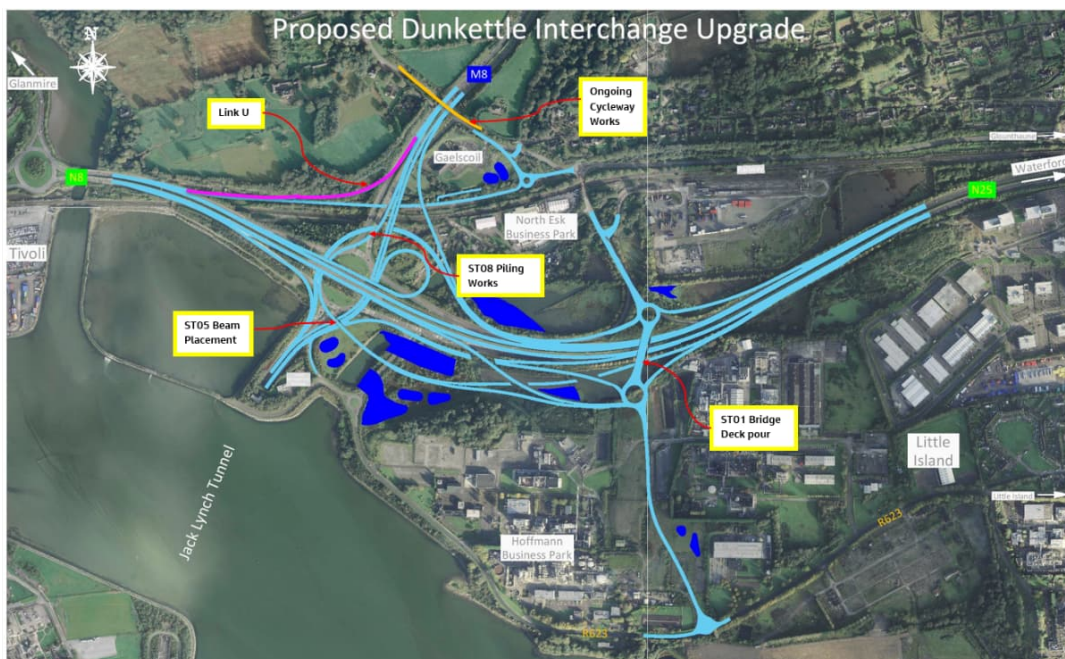 Proposed Dunkettle Interchange Upgrade
N
Glanmire
M8
Link U
Ongoing
Cycleway
Works
Glounthaune
Waterford
Gaelscoil
N8
N25
North Esk
Business Park
Tivoli
ST08 Piling
Works
ST05 Beam
Placement
ST01 Bridge
Deck pour
Little
Island
Little Island
Jack Lynch Tunnel
R623
Hoffmann
Business Park
R623